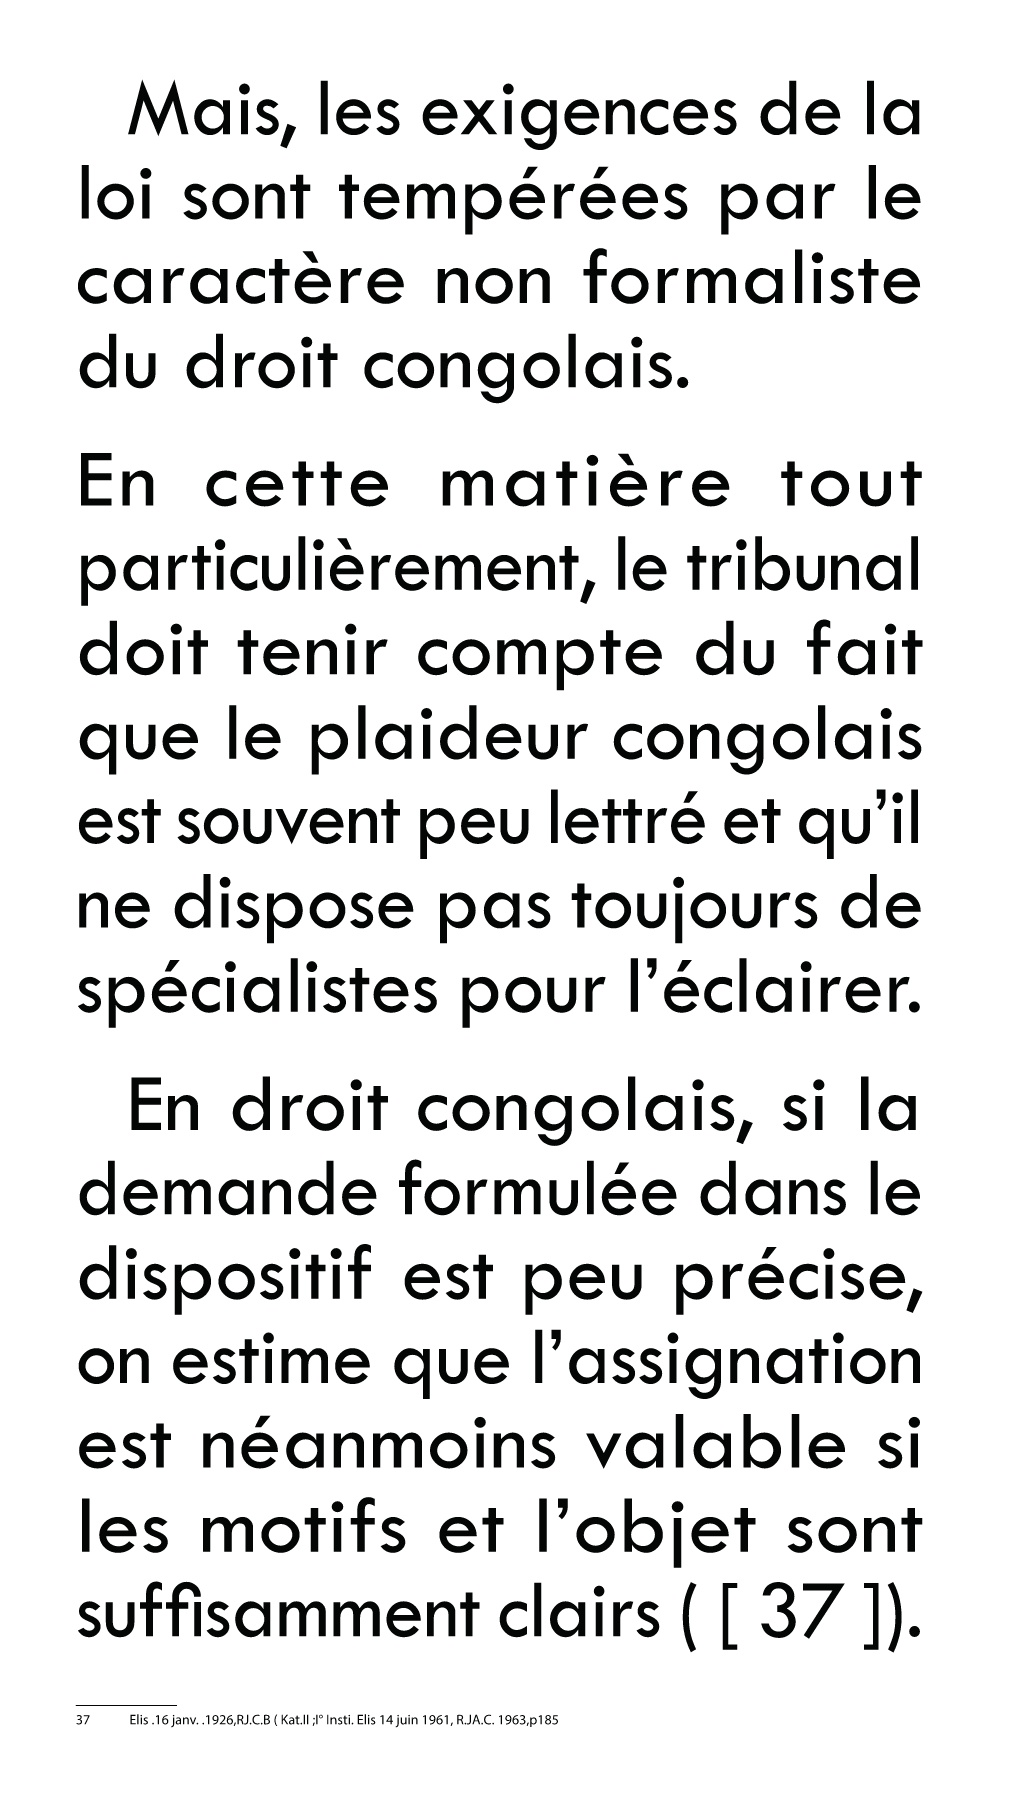 Mais, les exigences de la
loi sont tempérées par le
caractère non formaliste
du droit congolais.
En cette matière tout
particulièrement, le tribunal
doit tenir compte du fait
que le plaideur congolais
est souvent peu lettré et qu’il
ne dispose pas toujours de
spécialistes pour l’éclairer.
En droit congolais, si la
demande formulée dans le
dispositif est peu précise,
on estime que l’assignation
est néanmoins valable si
les motifs et l’objet sont
suffisamment clairs ( [ 37 ]).
37 Elis .16 janv. .1926,RJ.C.B ( Kat.II ;I° Insti. Elis 14 juin 1961, R.JA.C. 1963,p185